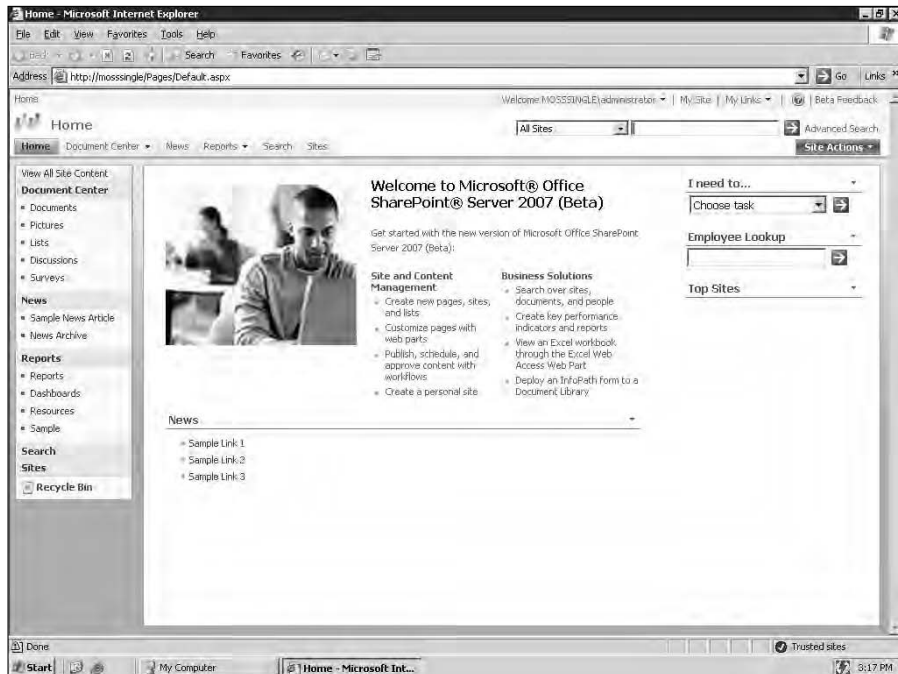 Home - Microsoft Internet Explorer
File Edit View Favorites Tools Help
Back Search Favorites
Address http://mosssingle/Pages/Default.aspx Go Links
Home Welcome MOSSSINGLE\administrator | My Site | My Links | Beta Feedback
Home All Sites Advanced Search
Home Document Center News Reports Search Sites Site Actions
View All Site Content
Document Center
Documents
Pictures
Lists
Discussions
Surveys
News
Sample News Article
News Archive
Reports
Reports
Dashboards
Resources
Sample
Search
Sites
Recycle Bin
Welcome to Microsoft® Office
SharePoint® Server 2007 (Beta)
Get started with the new version of Microsoft Office SharePoint
Server 2007 (Beta):
Site and Content
Management
Create new pages, sites,
and lists
Customize pages with
web parts
Publish, schedule, and
approve content with
workflows
Create a personal site
Business Solutions
Search over sites,
documents, and people
Create key performance
indicators and reports
View an Excel workbook
through the Excel Web
Access Web Part
Deploy an InfoPath form to a
Document Library
News
Sample Link 1
Sample Link 2
Sample Link 3
I need to...
Choose task
Employee Lookup
Top Sites
Done Trusted sites
Start My Computer Home - Microsoft Int... 3:17 PM